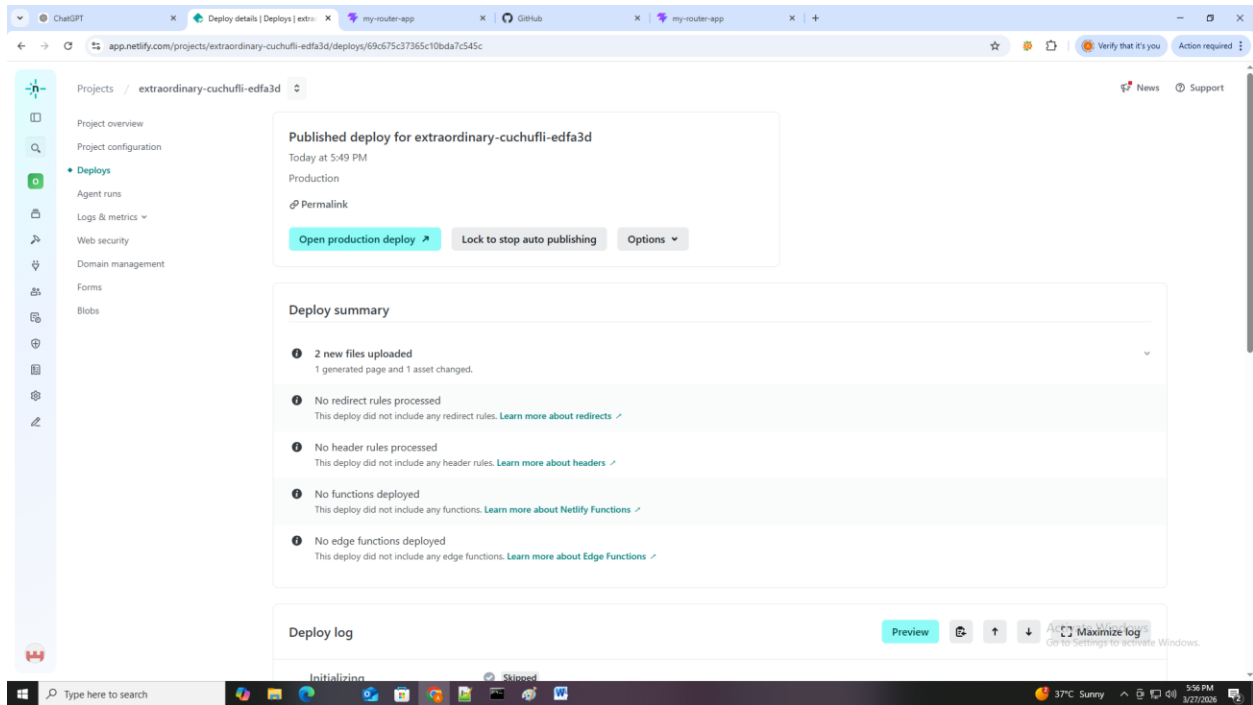 ChatGPT
Deploy details | Deploys | extrao
my-router-app
GitHub
my-router-app
app.netlify.com/projects/extraordinary-cuchufli-edfa3d/deploys/69c675c37365c10bda7c545c
Verify that it's you
Action required
Projects / extraordinary-cuchufli-edfa3d
News
Support
Project overview
Project configuration
Deploys
Agent runs
Logs & metrics
Web security
Domain management
Forms
Blobs
Published deploy for extraordinary-cuchufli-edfa3d
Today at 5:49 PM
Production
Permalink
Open production deploy
Lock to stop auto publishing
Options
Deploy summary
2 new files uploaded
1 generated page and 1 asset changed.
No redirect rules processed
This deploy did not include any redirect rules. Learn more about redirects
No header rules processed
This deploy did not include any header rules. Learn more about headers
No functions deployed
This deploy did not include any functions. Learn more about Netlify Functions
No edge functions deployed
This deploy did not include any edge functions. Learn more about Edge Functions
Deploy log
Preview
Maximize log
Activate Windows
Go to Settings to activate Windows.
Initializing
Skipped
Type here to search
37°C Sunny
5:56 PM
3/27/2026